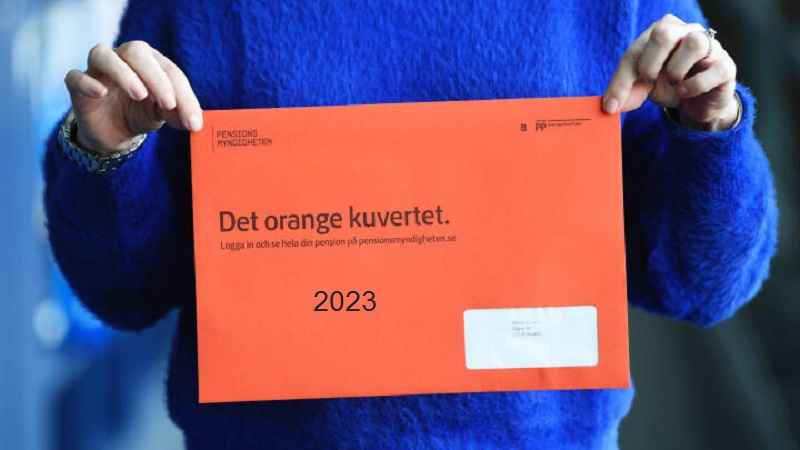 PENSIONS
MYNDIGHETEN
Det orange kuvertet.
Logga in och se hela din pension på pensionsmyndigheten.se
2023